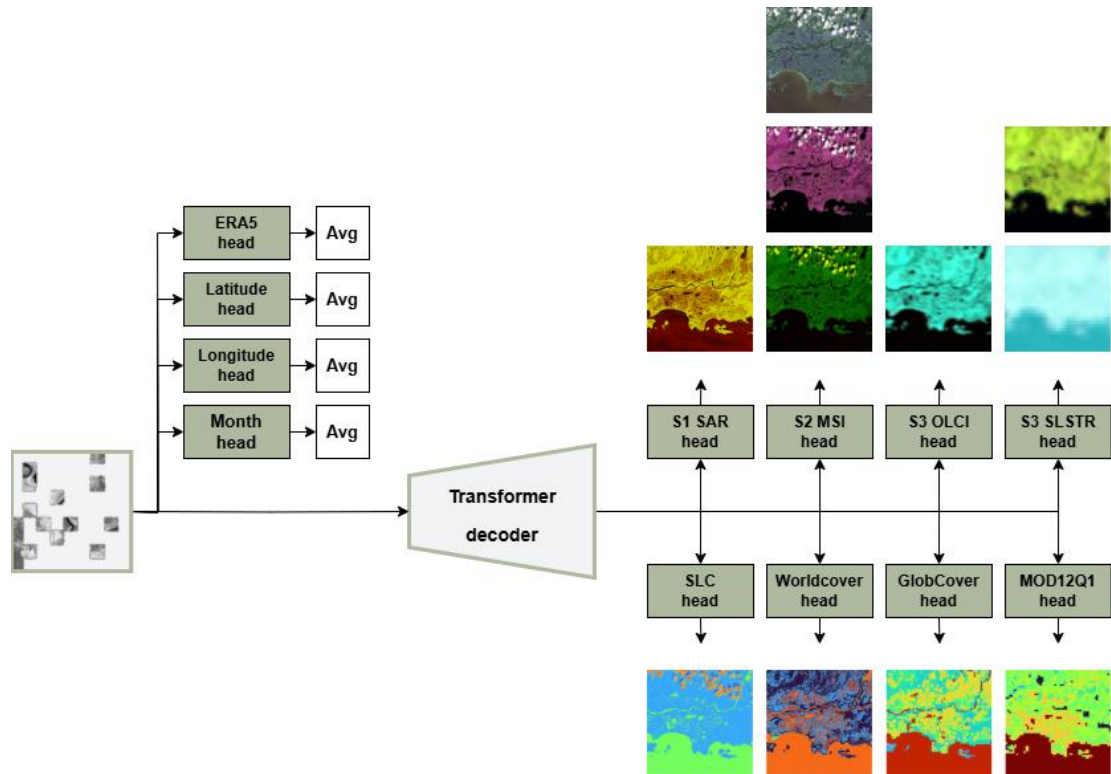 ERA5
head
Avg
Latitude
head
Avg
Longitude
head
Avg
Month
head
Avg
Transformer
decoder
S1 SAR
head
S2 MSI
head
S3 OLCI
head
S3 SLSTR
head
SLC
head
Worldcover
head
GlobCover
head
MOD12Q1
head